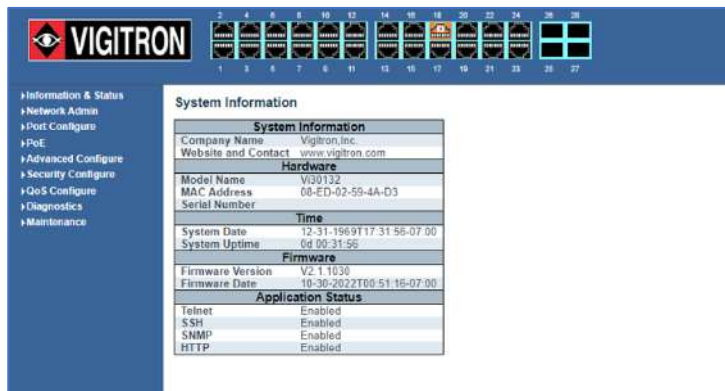 VIGITRON
2 4 6 8 10 12 14 16 18 20 22 24 26 28
1 3 5 7 9 11 13 15 17 19 21 23 25 27
Information & Status
Network Admin
Port Configure
PoE
Advanced Configure
Security Configure
QoS Configure
Diagnostics
Maintenance
System Information
System Information
Company Name Vigitron,Inc.
Website and Contact www.vigitron.com
Hardware
Model Name Vi30132
MAC Address 08-ED-02-59-4A-D3
Serial Number
Time
System Date 12-31-1969T17:31:56-07:00
System Uptime 0d 00:31:56
Firmware
Firmware Version V2.1.1030
Firmware Date 10-30-2022T00:51:16-07:00
Application Status
Telnet Enabled
SSH Enabled
SNMP Enabled
HTTP Enabled